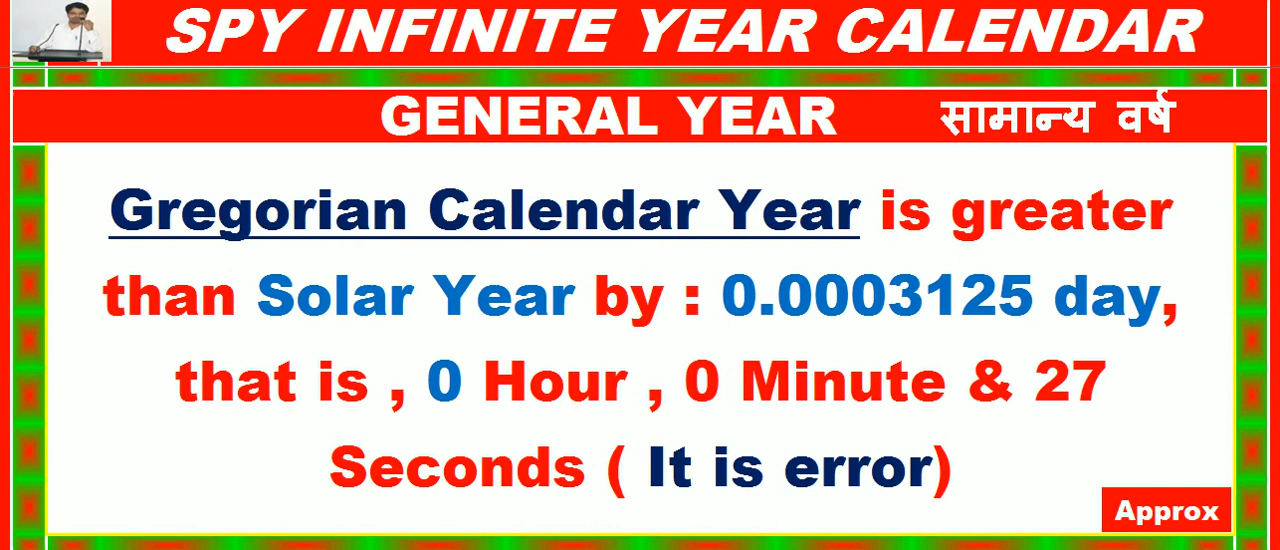 SPY INFINITE YEAR CALENDAR
GENERAL YEAR सामान्य वर्ष
Gregorian Calendar Year is greater
than Solar Year by : 0.0003125 day,
that is , 0 Hour , 0 Minute & 27
Seconds ( It is error)
Approx